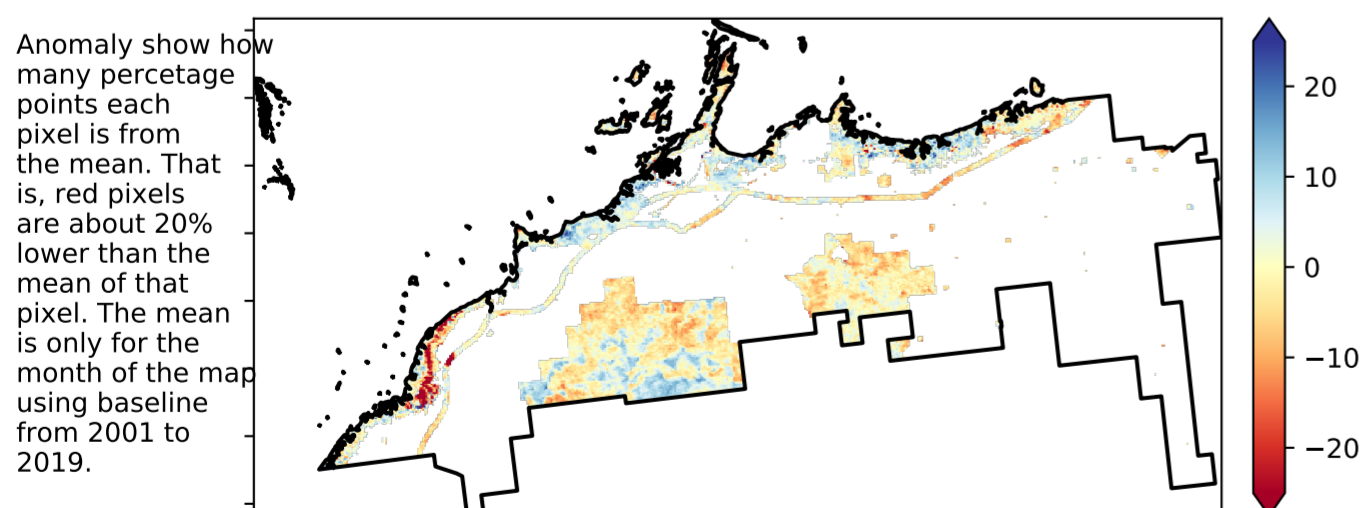 Anomaly show how
many percetage
points each
pixel is from
the mean. That
is, red pixels
are about 20%
lower than the
mean of that
pixel. The mean
is only for the
month of the map
using baseline
from 2001 to
2019.
20
10
0
−10
−20